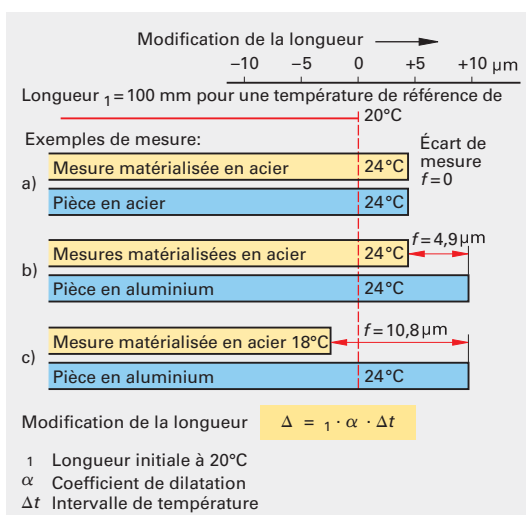 Modification de la longueur
−10 −5 0 +5 +10 μm
Longueur ₁ = 100 mm pour une température de référence de
20°C
Exemples de mesure:
Écart de
mesure
f = 0
a)
Mesure matérialisée en acier 24°C
Pièce en acier 24°C
b)
Mesures matérialisées en acier 24°C f = 4,9 μm
Pièce en aluminium 24°C
c)
Mesure matérialisée en acier 18°C f = 10,8 μm
Pièce en aluminium 24°C
Modification de la longueur Δ = ₁ · α · Δt
1 Longueur initiale à 20°C
α Coefficient de dilatation
Δt Intervalle de température